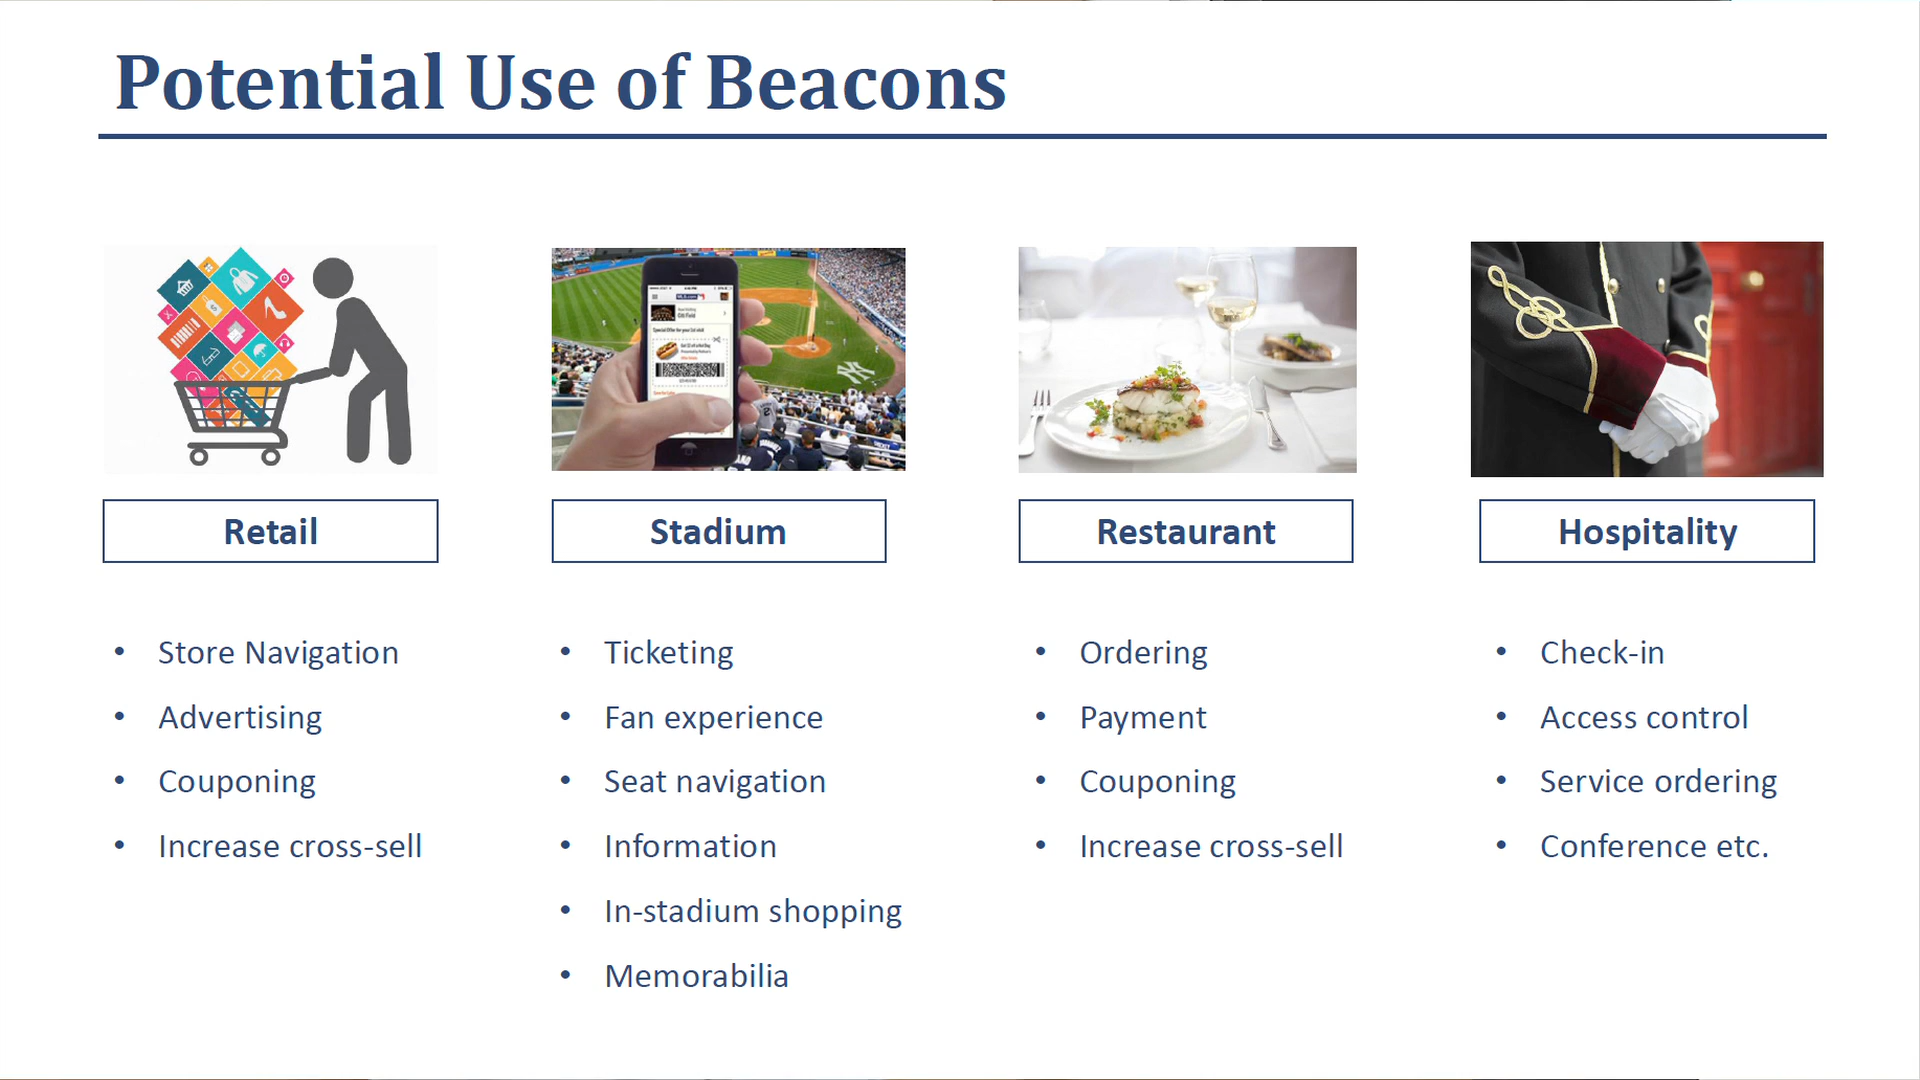 Potential Use of Beacons
Retail
Stadium
Restaurant
Hospitality
• Store Navigation
• Advertising
• Couponing
• Increase cross-sell
• Ticketing
• Fan experience
• Seat navigation
• Information
• In-stadium shopping
• Memorabilia
• Ordering
• Payment
• Couponing
• Increase cross-sell
• Check-in
• Access control
• Service ordering
• Conference etc.